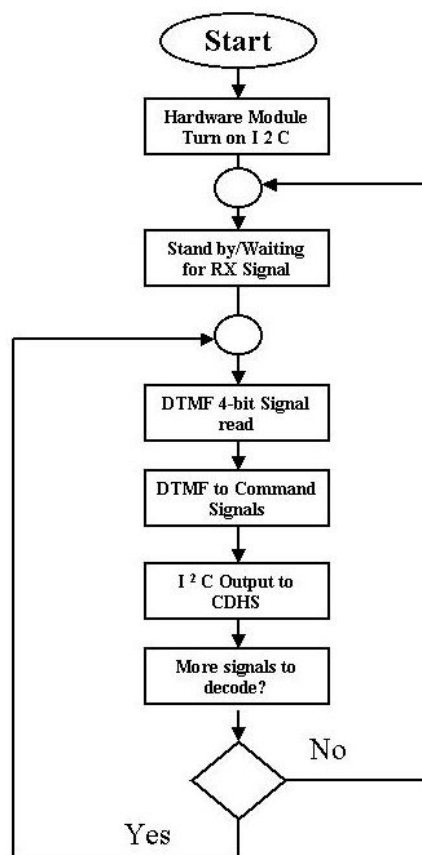 Start
Hardware Module
Turn on I 2 C
Stand by/Waiting
for RX Signal
DTMF 4-bit Signal
read
DTMF to Command
Signals
I ² C Output to
CDHS
More signals to
decode?
No
Yes